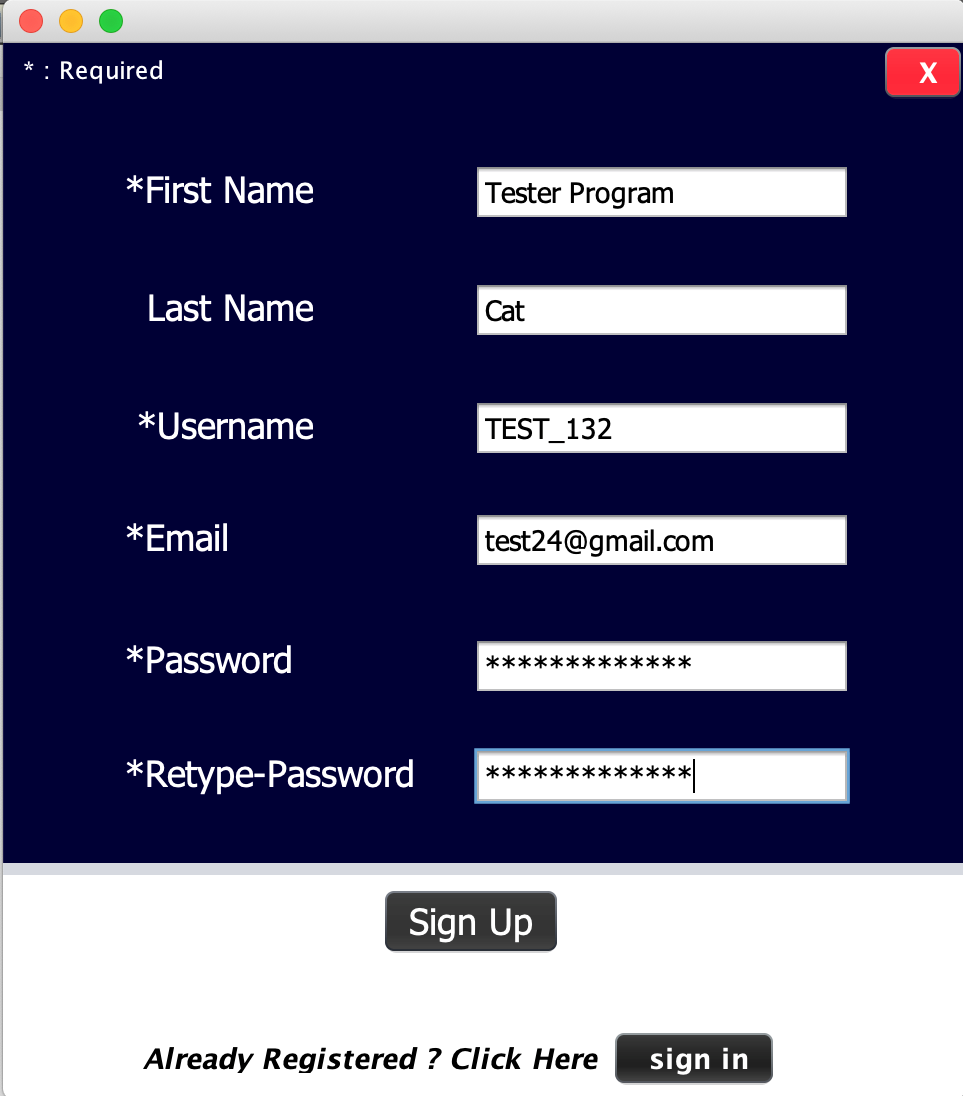 * : Required
X
*First Name Tester Program
Last Name Cat
*Username TEST_132
*Email test24@gmail.com
*Password *************
*Retype-Password *************
Sign Up
Already Registered ? Click Here sign in